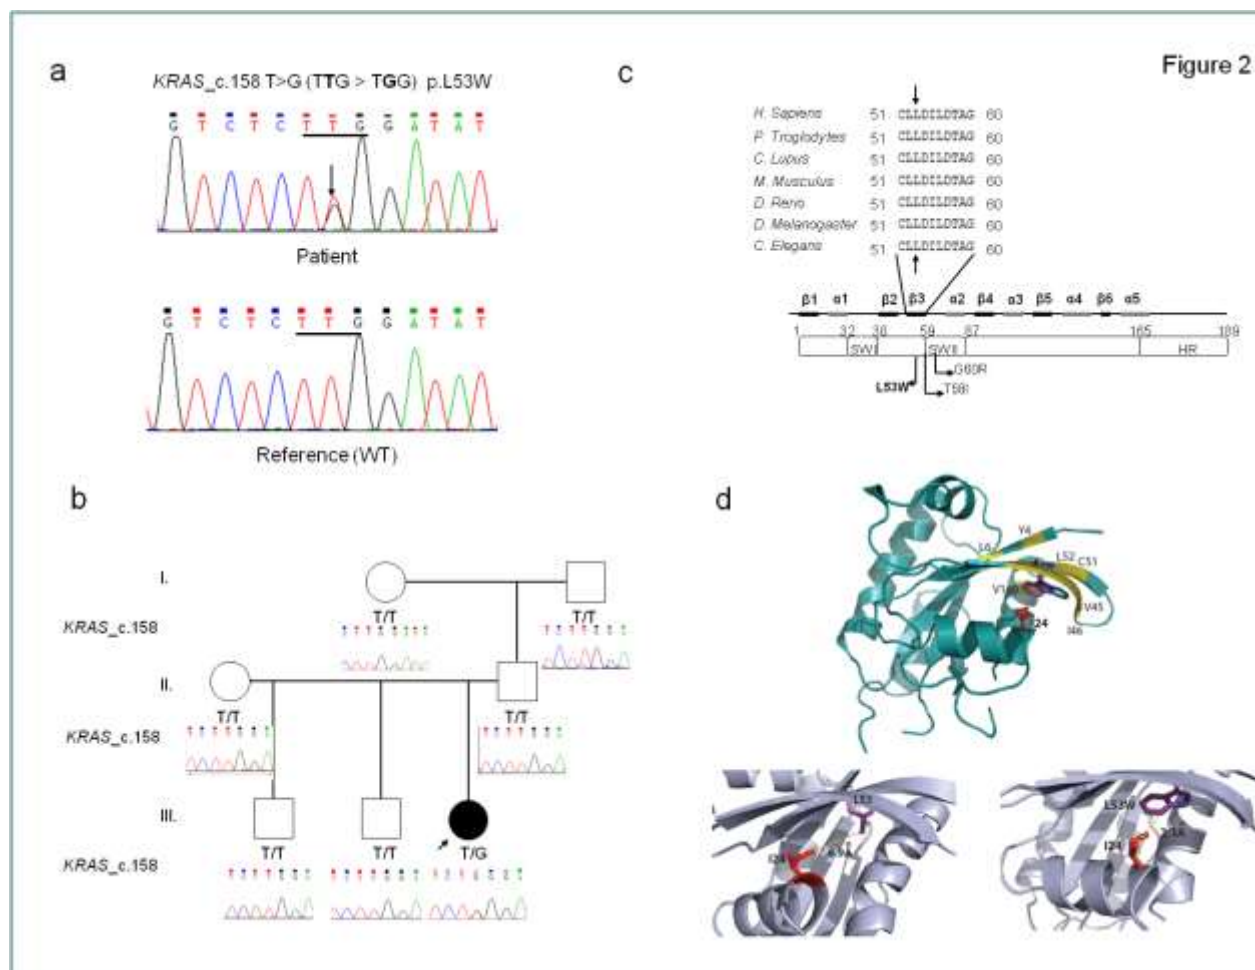 Figure 2
a
KRAS_c.158 T>G (TTG > TGG) p.L53W
G T C T C T T G G A T A T
Patient
G T C T C T T G G A T A T
Reference (WT)
b
I.
KRAS_c.158
T/T
T/T
II.
KRAS_c.158
T/T
T/T
III.
KRAS_c.158
T/T
T/T
T/G
c
H. Sapiens 51 CLLDILDTAG 60
P. Troglodytes 51 CLLDILDTAG 60
C. Lupus 51 CLLDILDTAG 60
M. Musculus 51 CLLDILDTAG 60
D. Rerio 51 CLLDILDTAG 60
D. Melanogaster 51 CLLDILDTAG 60
C. Elegans 51 CLLDILDTAG 60
β1 α1 β2 β3 α2 β4 α3 β5 α4 β6 α5
1 32 38 59 67 165 189
SWI SWII HR
G60R
L53W
T58I
d
Y4
L6
L52
C51
V45
I46
L53
I24
L53W
I24